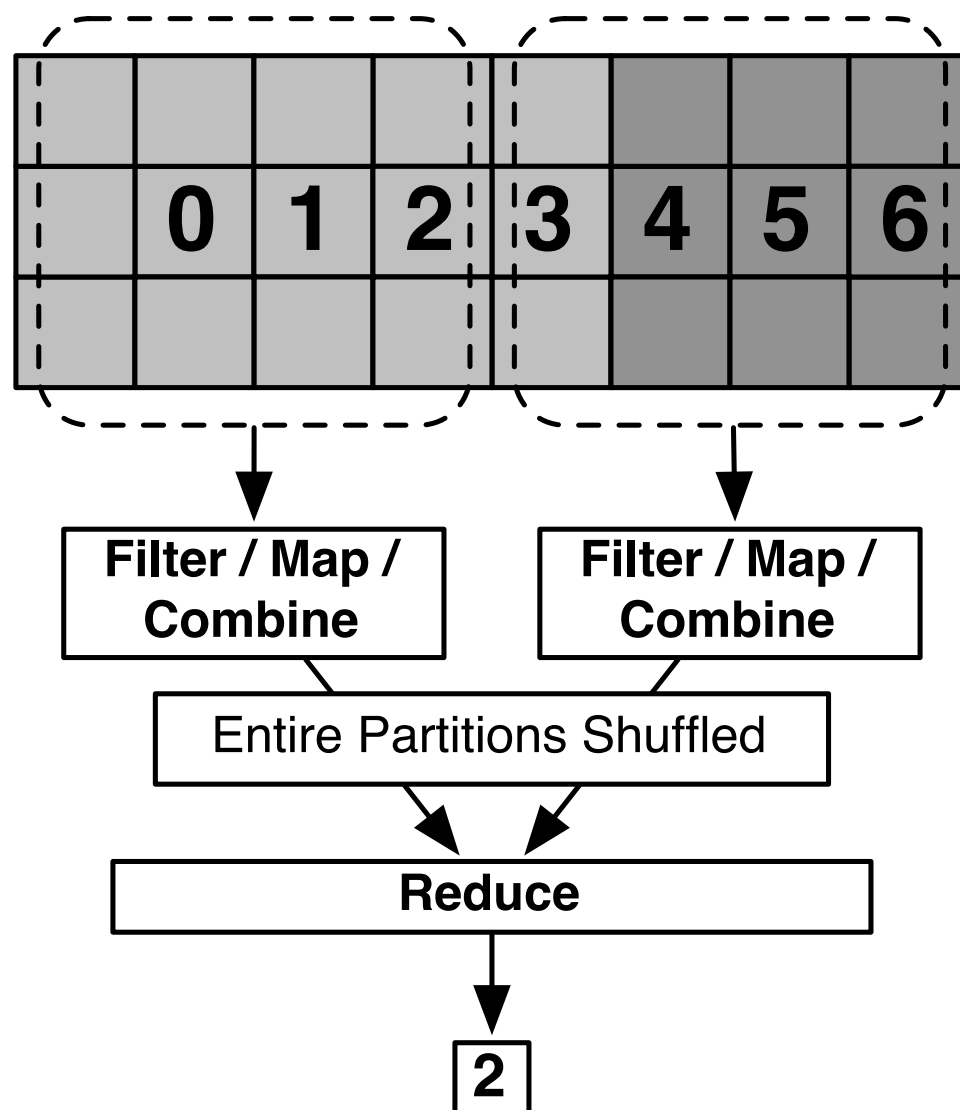 0 1 2 3 4 5 6
Filter / Map /
Combine
Filter / Map /
Combine
Entire Partitions Shuffled
Reduce
2